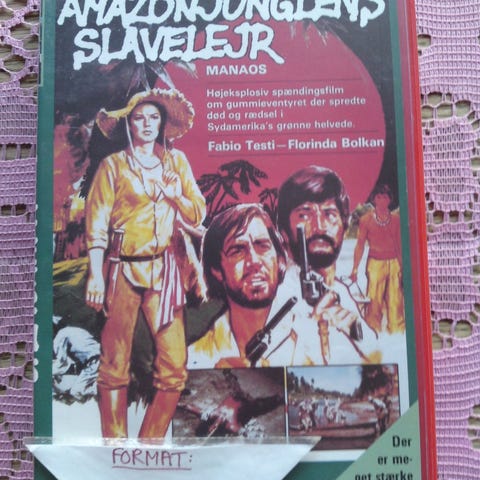 AMAZONJUNGLENS
SLAVELEJR
MANAOS
Højeksplosiv spændingsfilm
om gummieventyret der spredte
død og rædsel i
Sydamerika's grønne helvede.
Fabio Testi—Florinda Bolkan
FORMAT:
Der
er me-
get stærke